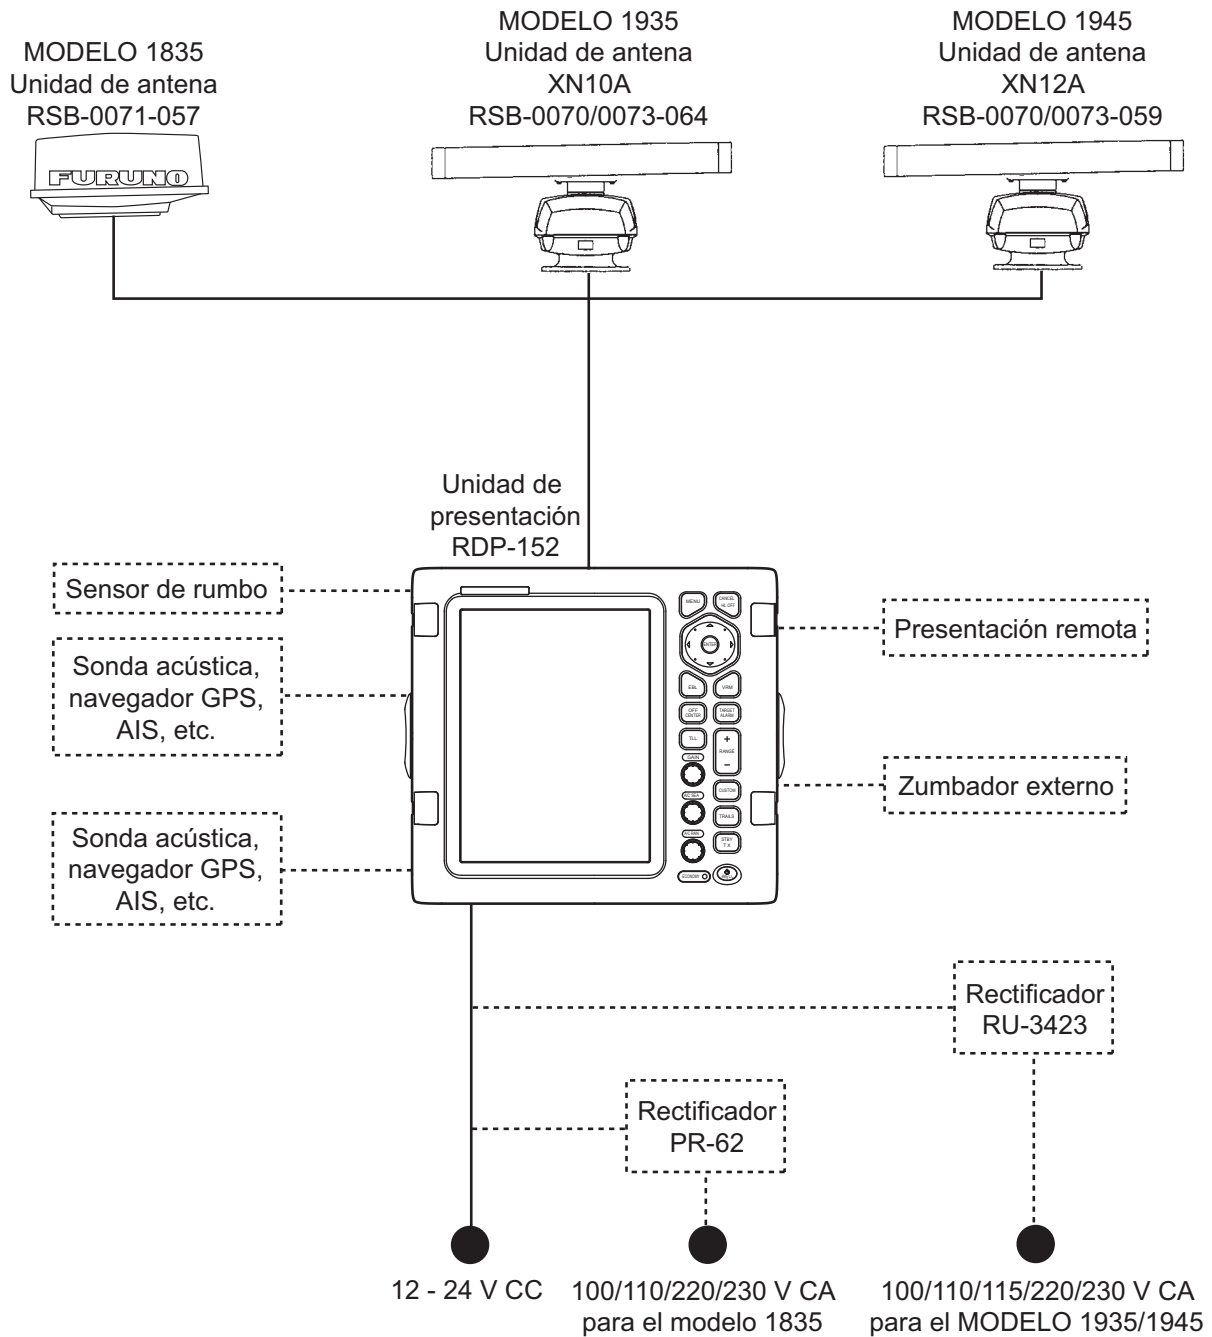 MODELO 1835
Unidad de antena
RSB-0071-057
MODELO 1935
Unidad de antena
XN10A
RSB-0070/0073-064
MODELO 1945
Unidad de antena
XN12A
RSB-0070/0073-059
FURUNO
Unidad de
presentación
RDP-152
Sensor de rumbo
Sonda acústica,
navegador GPS,
AIS, etc.
Sonda acústica,
navegador GPS,
AIS, etc.
MENU
CANCEL
HL OFF
ENTER
EBL
VRM
OFF
CENTER
TARGET
ALARM
TLL
+
RANGE
-
GAIN
A/C SEA
CUSTOM
TRAILS
A/C RAIN
STBY
TX
ECONOMY
Presentación remota
Zumbador externo
Rectificador
RU-3423
Rectificador
PR-62
12 - 24 V CC
100/110/220/230 V CA
para el modelo 1835
100/110/115/220/230 V CA
para el MODELO 1935/1945